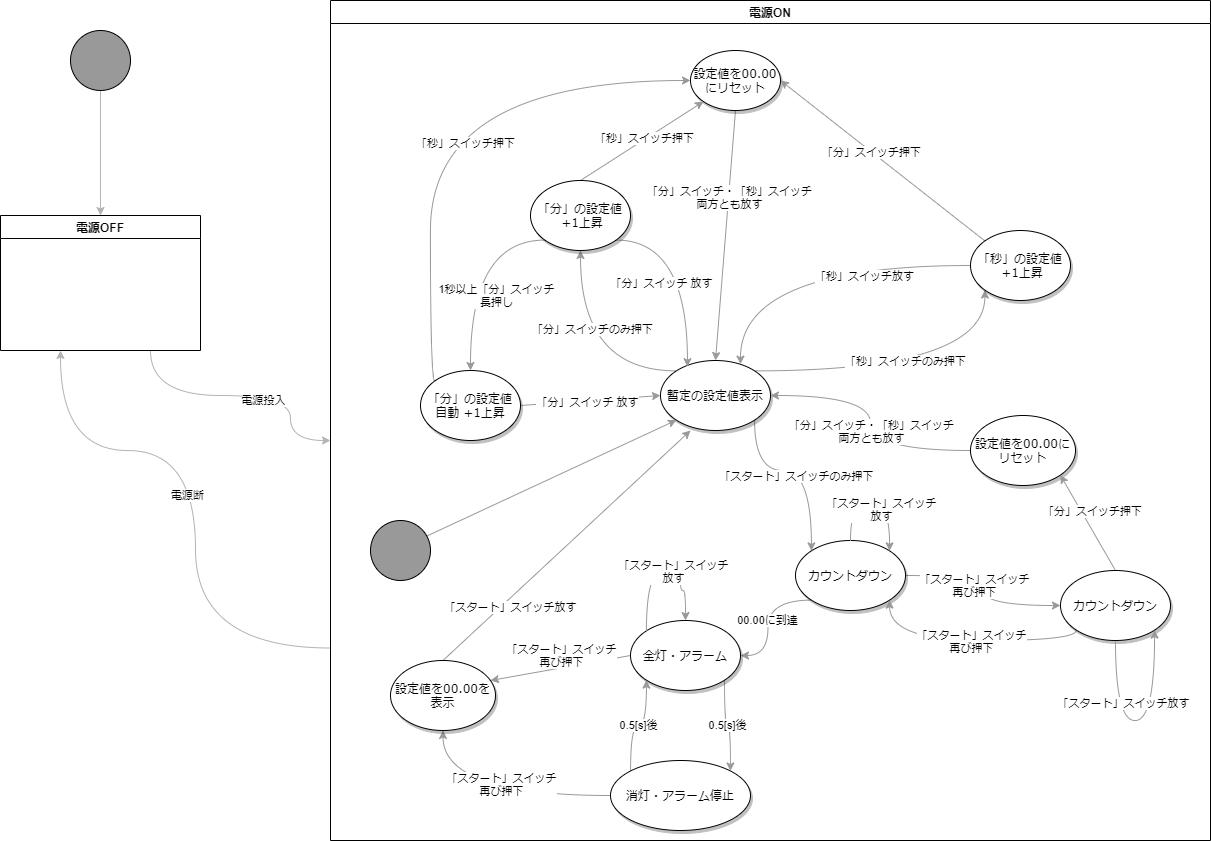 電源ON
設定値を00.00
にリセット
「秒」スイッチ押下
「秒」スイッチ押下
「分」スイッチ押下
「分」スイッチ・「秒」スイッチ
両方とも放す
「分」の設定値
+1上昇
電源OFF
「秒」の設定値
+1上昇
「秒」スイッチ放す
1秒以上「分」スイッチ
長押し
「分」スイッチ 放す
「分」スイッチのみ押下
「秒」スイッチのみ押下
「分」の設定値
自動 +1上昇
「分」スイッチ 放す
暫定の設定値表示
電源投入
「分」スイッチ・「秒」スイッチ
両方とも放す
設定値を00.00に
リセット
「スタート」スイッチのみ押下
電源断
「スタート」スイッチ
放す
「分」スイッチ押下
カウントダウン
「スタート」スイッチ
再び押下
カウントダウン
「スタート」スイッチ
放す
「スタート」スイッチ放す
00.00に到達
「スタート」スイッチ
再び押下
「スタート」スイッチ
再び押下
全灯・アラーム
設定値を00.00を
表示
「スタート」スイッチ放す
0.5[s]後
0.5[s]後
「スタート」スイッチ
再び押下
消灯・アラーム停止